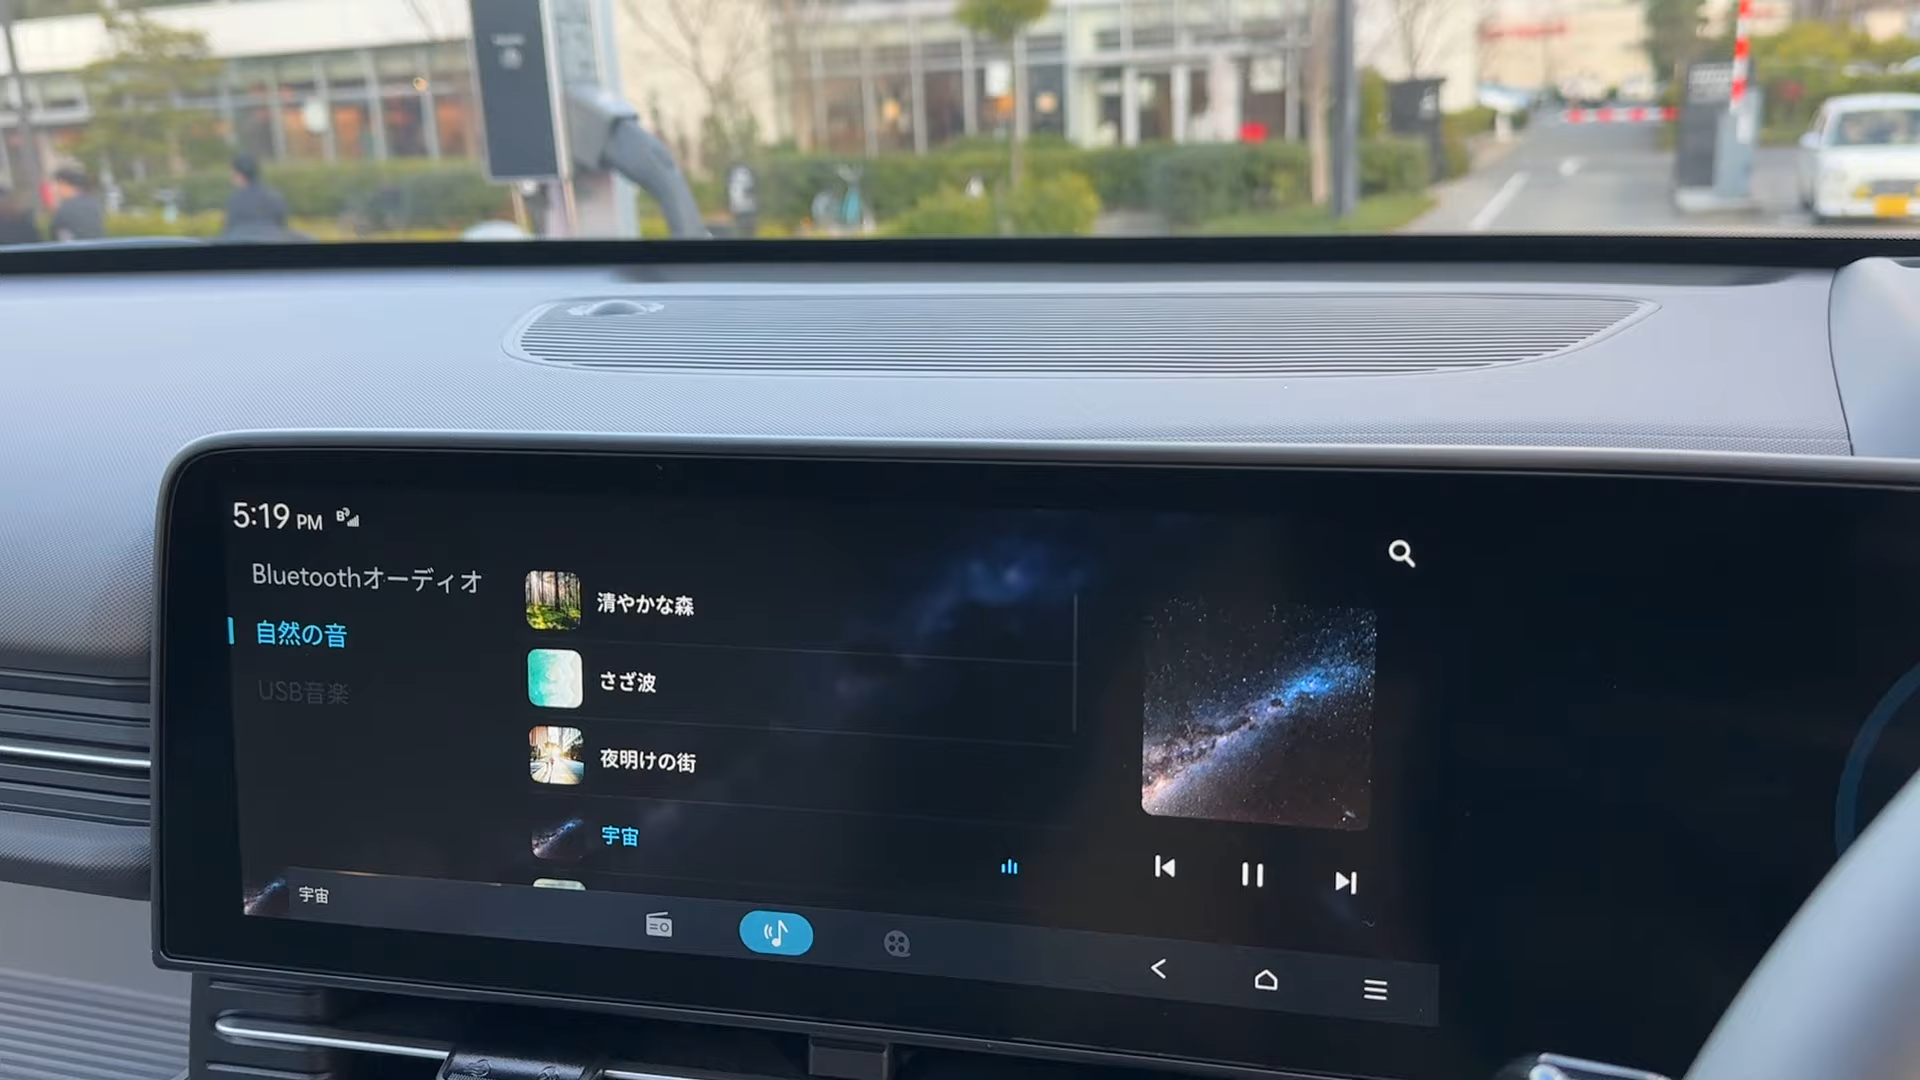 5:19 PM
Bluetoothオーディオ
自然の音
USB音楽
清やかな森
さざ波
夜明けの街
宇宙
宇宙